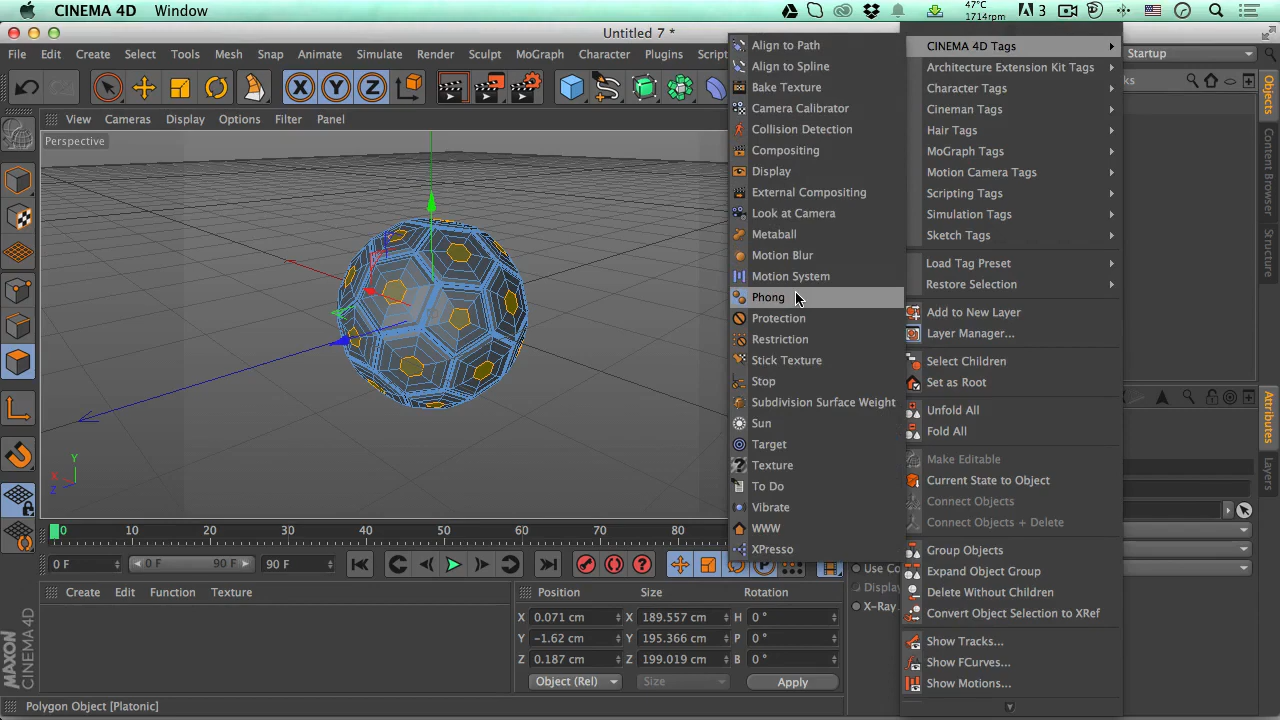 CINEMA 4D Window
47°C
1714rpm
3
Untitled 7 *
File Edit Create Select Tools Mesh Snap Animate Simulate Render Sculpt MoGraph Character Plugins Script
Startup
X Y Z
View Cameras Display Options Filter Panel
Perspective
Y
X
Z
Align to Path
Align to Spline
Bake Texture
Camera Calibrator
Collision Detection
Compositing
Display
External Compositing
Look at Camera
Metaball
Motion Blur
Motion System
Phong
Protection
Restriction
Stick Texture
Stop
Subdivision Surface Weight
Sun
Target
Texture
To Do
Vibrate
WWW
XPresso
CINEMA 4D Tags
Architecture Extension Kit Tags
Character Tags
Cineman Tags
Hair Tags
MoGraph Tags
Motion Camera Tags
Scripting Tags
Simulation Tags
Sketch Tags
Load Tag Preset
Restore Selection
Add to New Layer
Layer Manager...
Select Children
Set as Root
Unfold All
Fold All
Make Editable
Current State to Object
Connect Objects
Connect Objects + Delete
Group Objects
Expand Object Group
Delete Without Children
Convert Object Selection to XRef
Show Tracks...
Show FCurves...
Show Motions...
Objects
Content Browser
Structure
Attributes
Layers
0 10 20 30 40 50 60 70 80
0 F 0 F 90 F 90 F
Use Co
Display
X-Ray
Create Edit Function Texture
Position Size Rotation
X 0.071 cm X 189.557 cm H 0 °
Y -1.62 cm Y 195.366 cm P 0 °
Z 0.187 cm Z 199.019 cm B 0 °
Object (Rel) Size Apply
MAXON
CINEMA 4D
Polygon Object [Platonic]